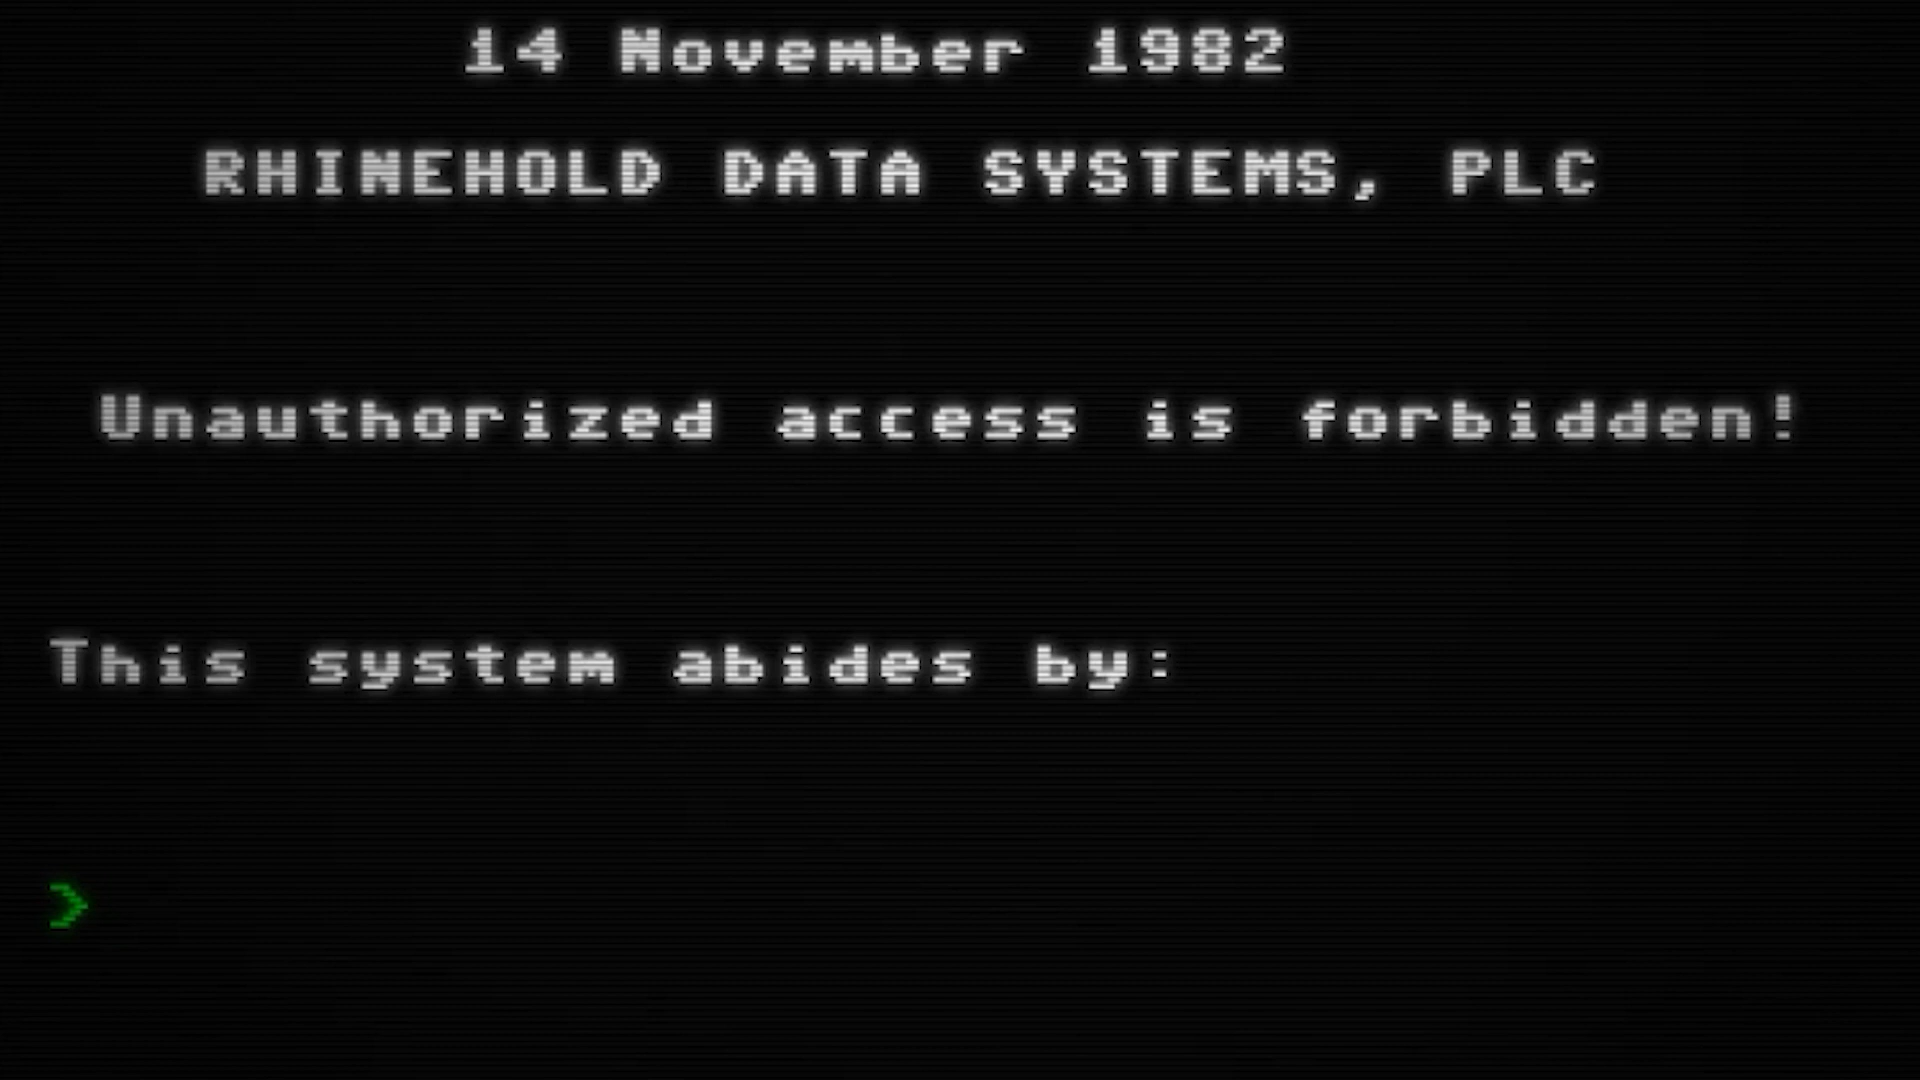 14 November 1982
RHINEHOLD DATA SYSTEMS, PLC
Unauthorized access is forbidden!
This system abides by:
>